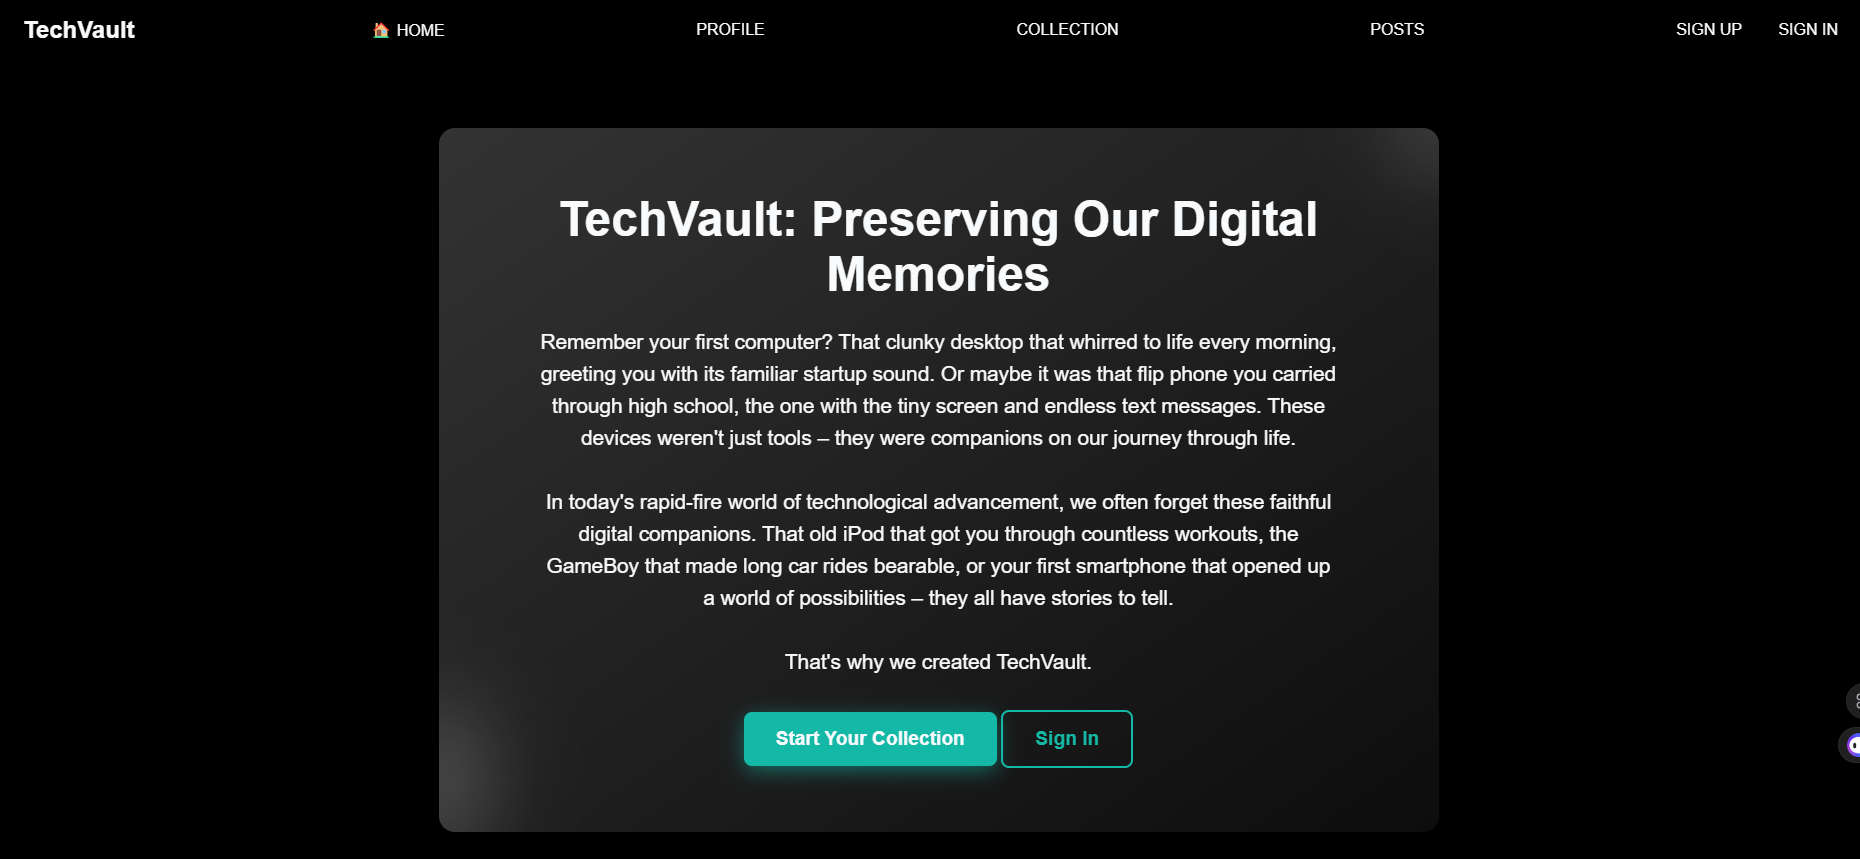 TechVault
HOME
PROFILE
COLLECTION
POSTS
SIGN UP
SIGN IN
TechVault: Preserving Our Digital
Memories
Remember your first computer? That clunky desktop that whirred to life every morning,
greeting you with its familiar startup sound. Or maybe it was that flip phone you carried
through high school, the one with the tiny screen and endless text messages. These
devices weren't just tools – they were companions on our journey through life.
In today's rapid-fire world of technological advancement, we often forget these faithful
digital companions. That old iPod that got you through countless workouts, the
GameBoy that made long car rides bearable, or your first smartphone that opened up
a world of possibilities – they all have stories to tell.
That's why we created TechVault.
Start Your Collection
Sign In